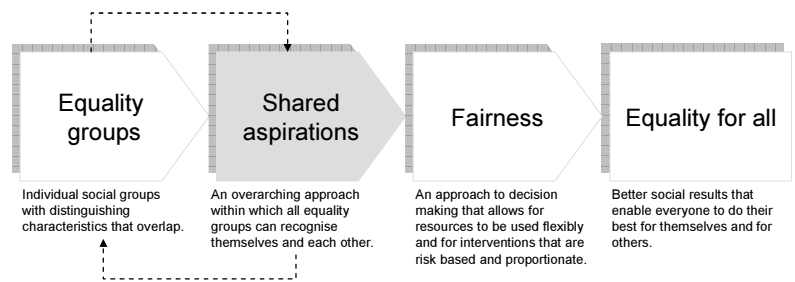 Equality
groups
Shared
aspirations
Fairness
Equality for all
Individual social groups
with distinguishing
characteristics that overlap.
An overarching approach
within which all equality
groups can recognise
themselves and each other.
An approach to decision
making that allows for
resources to be used flexibly
and for interventions that are
risk based and proportionate.
Better social results that
enable everyone to do their
best for themselves and for
others.